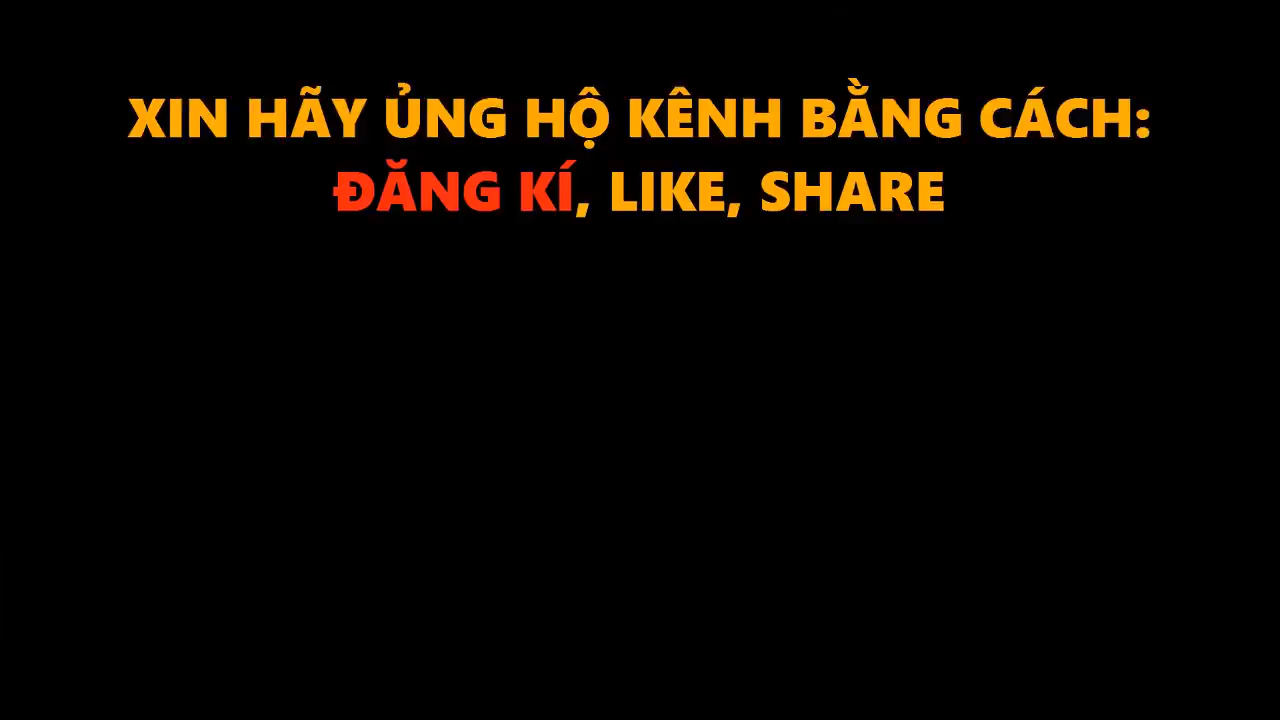 XIN HÃY ỦNG HỘ KÊNH BẰNG CÁCH:
ĐĂNG KÍ, LIKE, SHARE